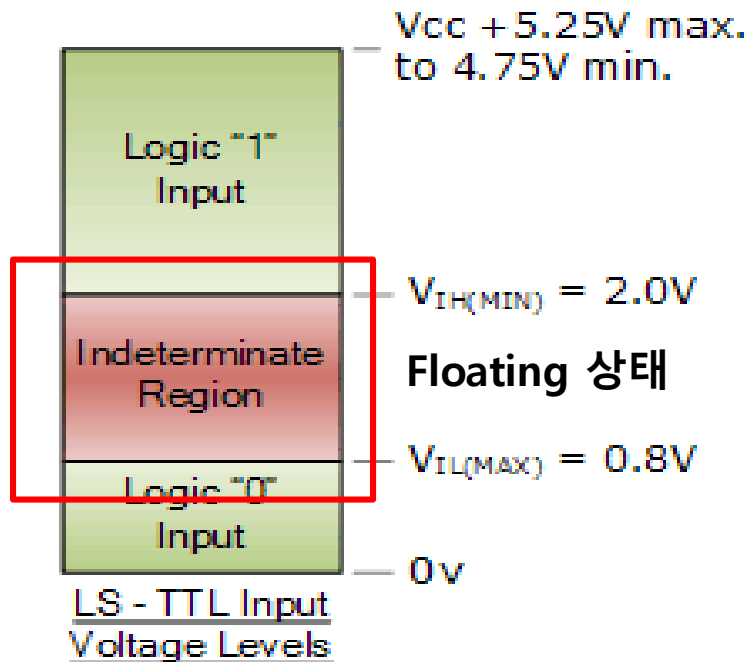 Vcc +5.25V max.
to 4.75V min.
Logic "1"
Input
VIH(MIN) = 2.0V
Indeterminate
Region
Floating 상태
VIL(MAX) = 0.8V
Logic "0"
Input
0v
LS - TTL Input
Voltage Levels